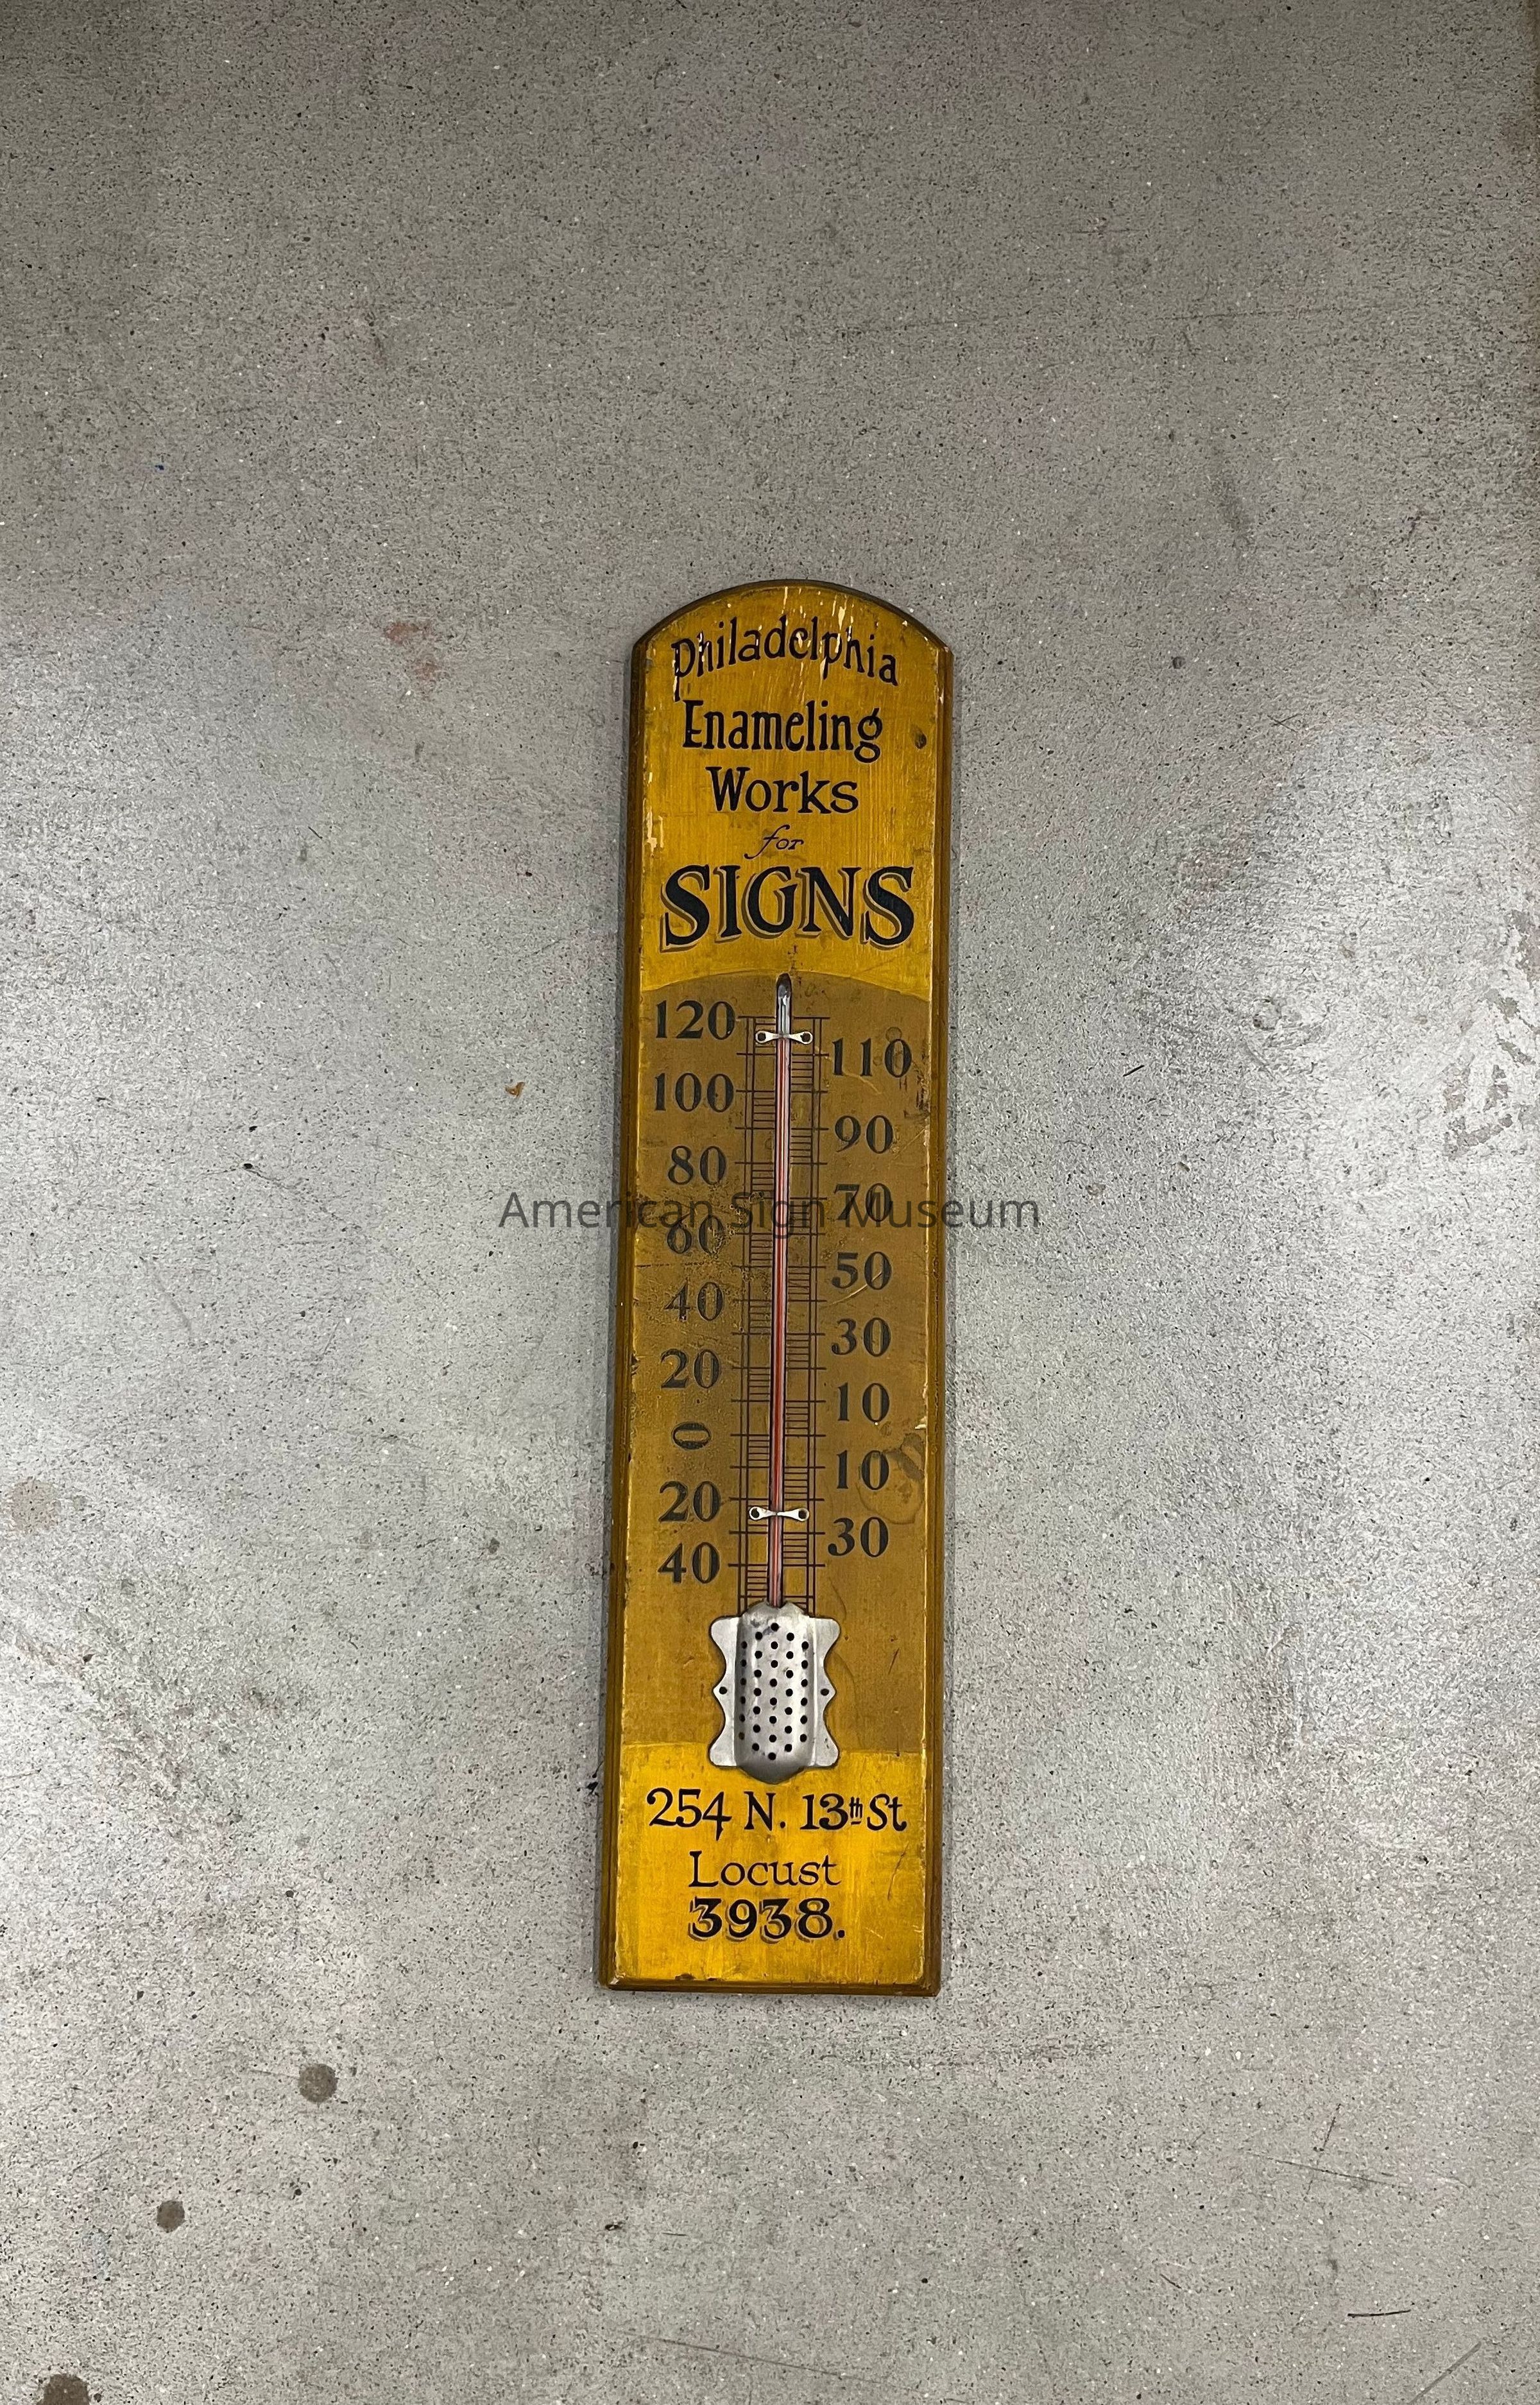 Philadelphia
Enameling
Works
for
SIGNS
120
110
100
90
80
70
American Sign Museum
60
50
40
30
20
10
0
10
20
30
40
254 N. 13th St
Locust
3938.